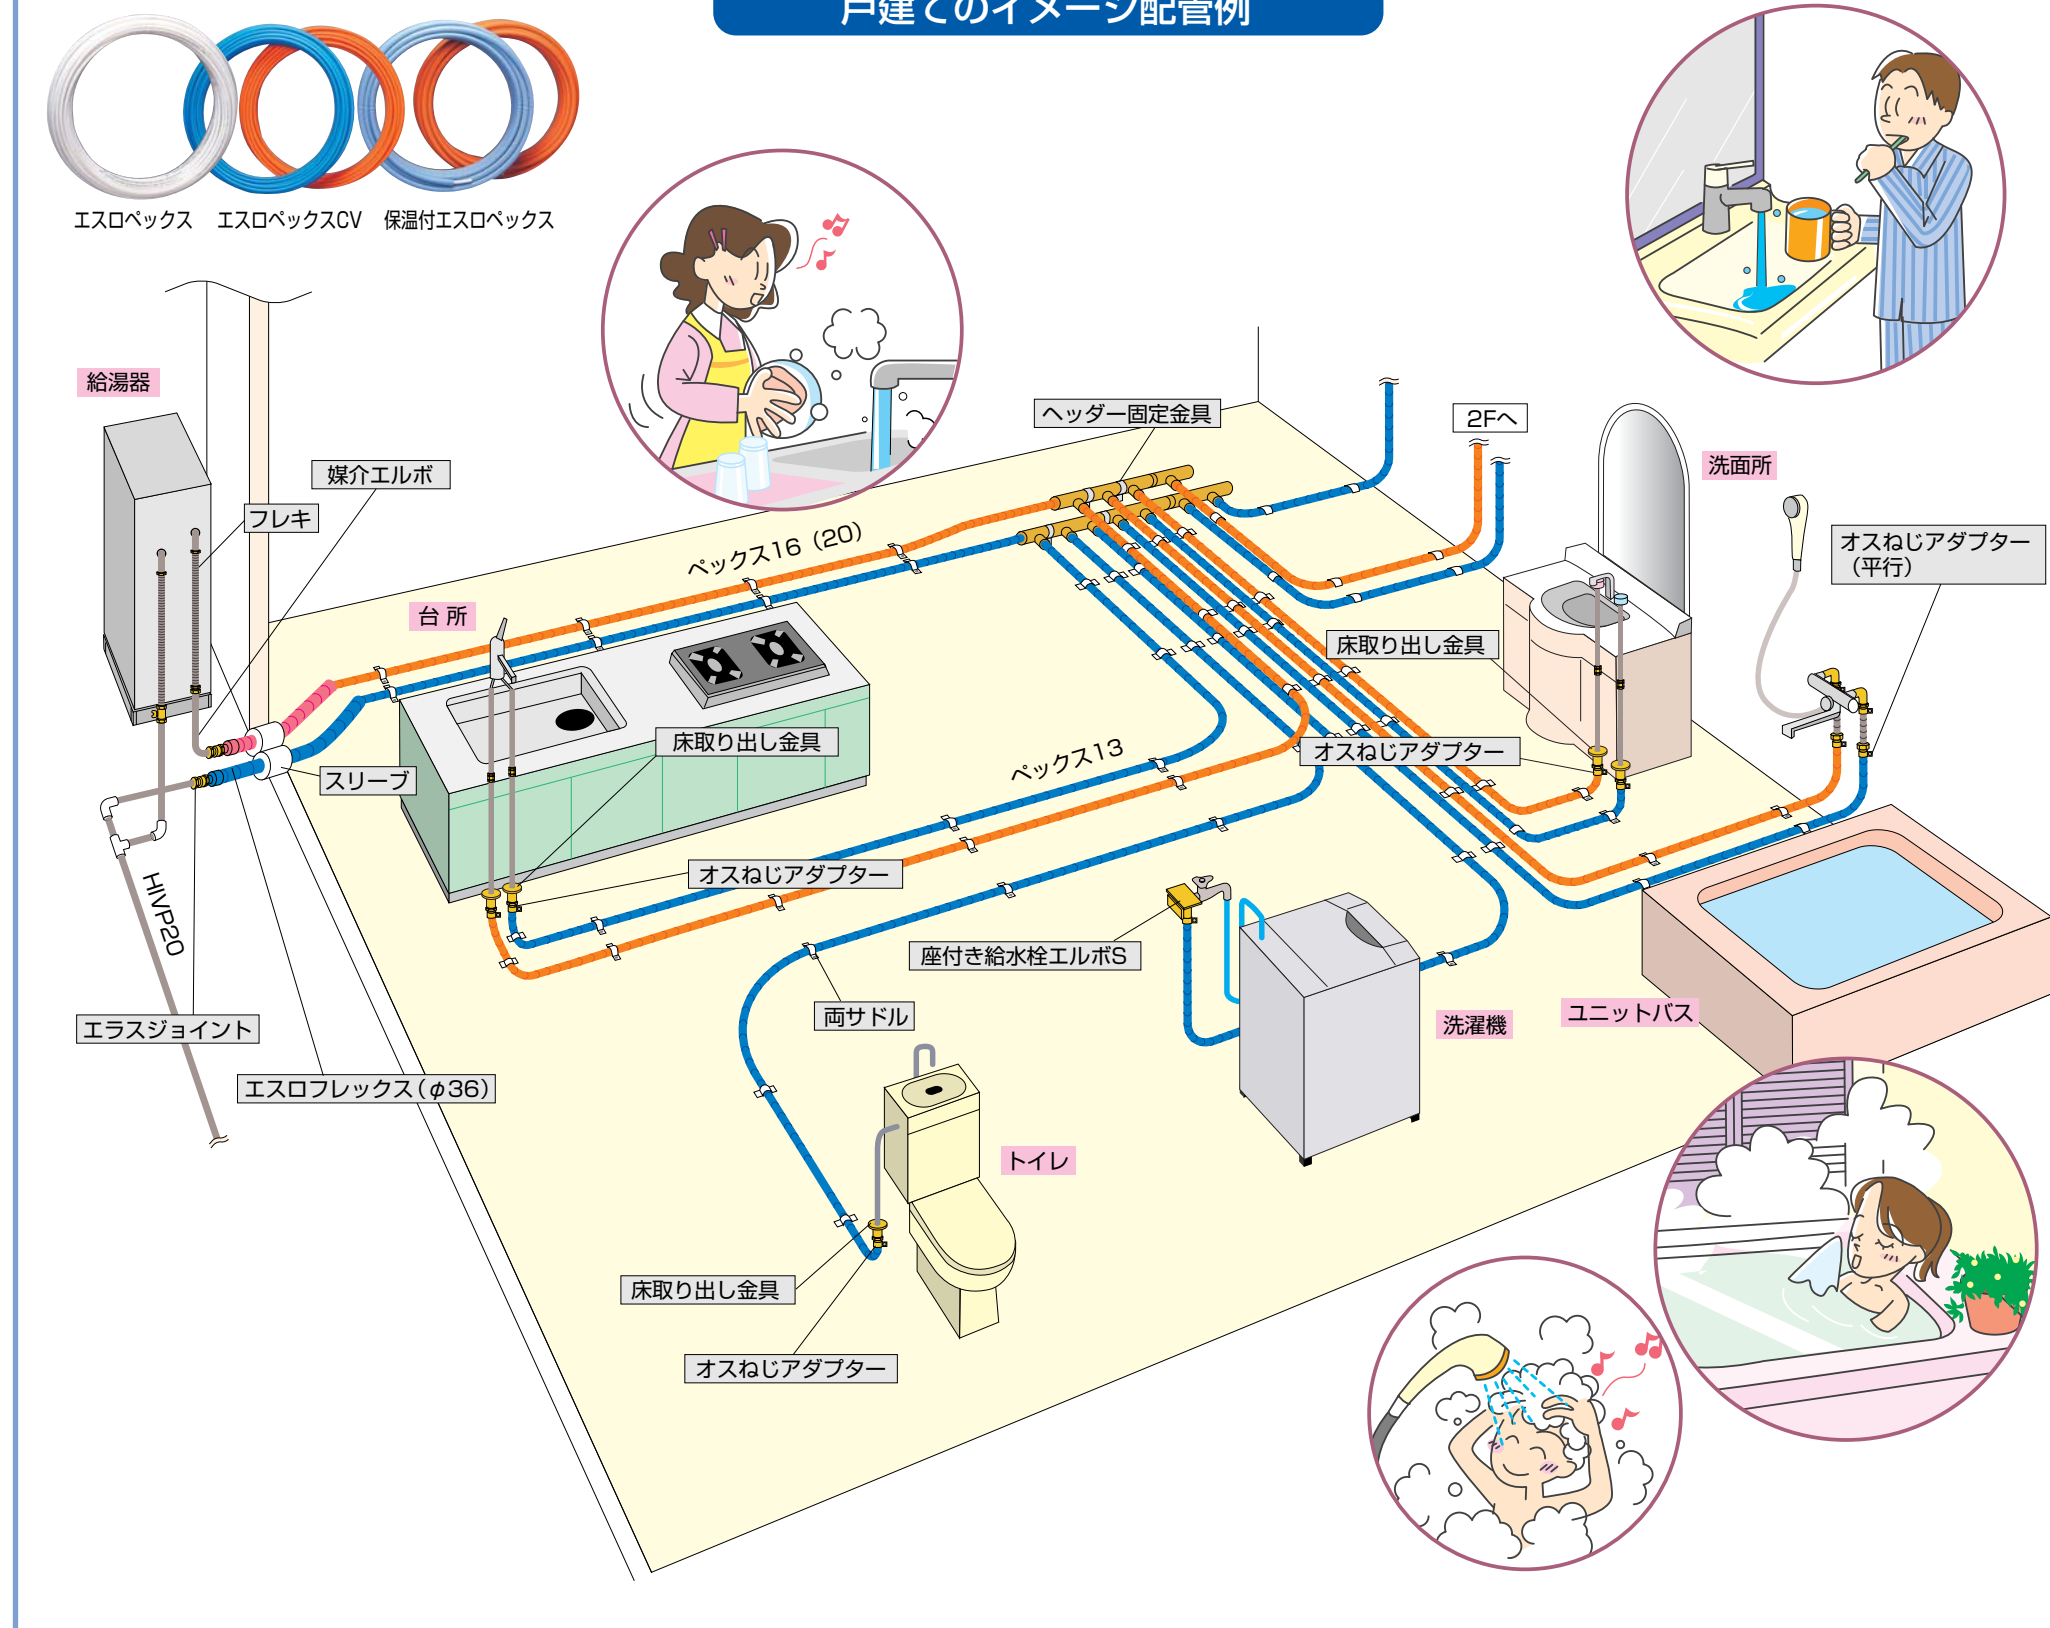 戸建てのイメージ配管例
エスロペックス
エスロペックスCV
保温付エスロペックス
給湯器
媒介エルボ
フレキ
ヘッダー固定金具
2Fへ
洗面所
オスねじアダプター
（平行）
ペックス16（20）
台所
床取り出し金具
床取り出し金具
オスねじアダプター
ペックス13
スリーブ
オスねじアダプター
HIVP20
座付き給水栓エルボS
両サドル
洗濯機
ユニットバス
エラスジョイント
エスロフレックス（φ36）
トイレ
床取り出し金具
オスねじアダプター